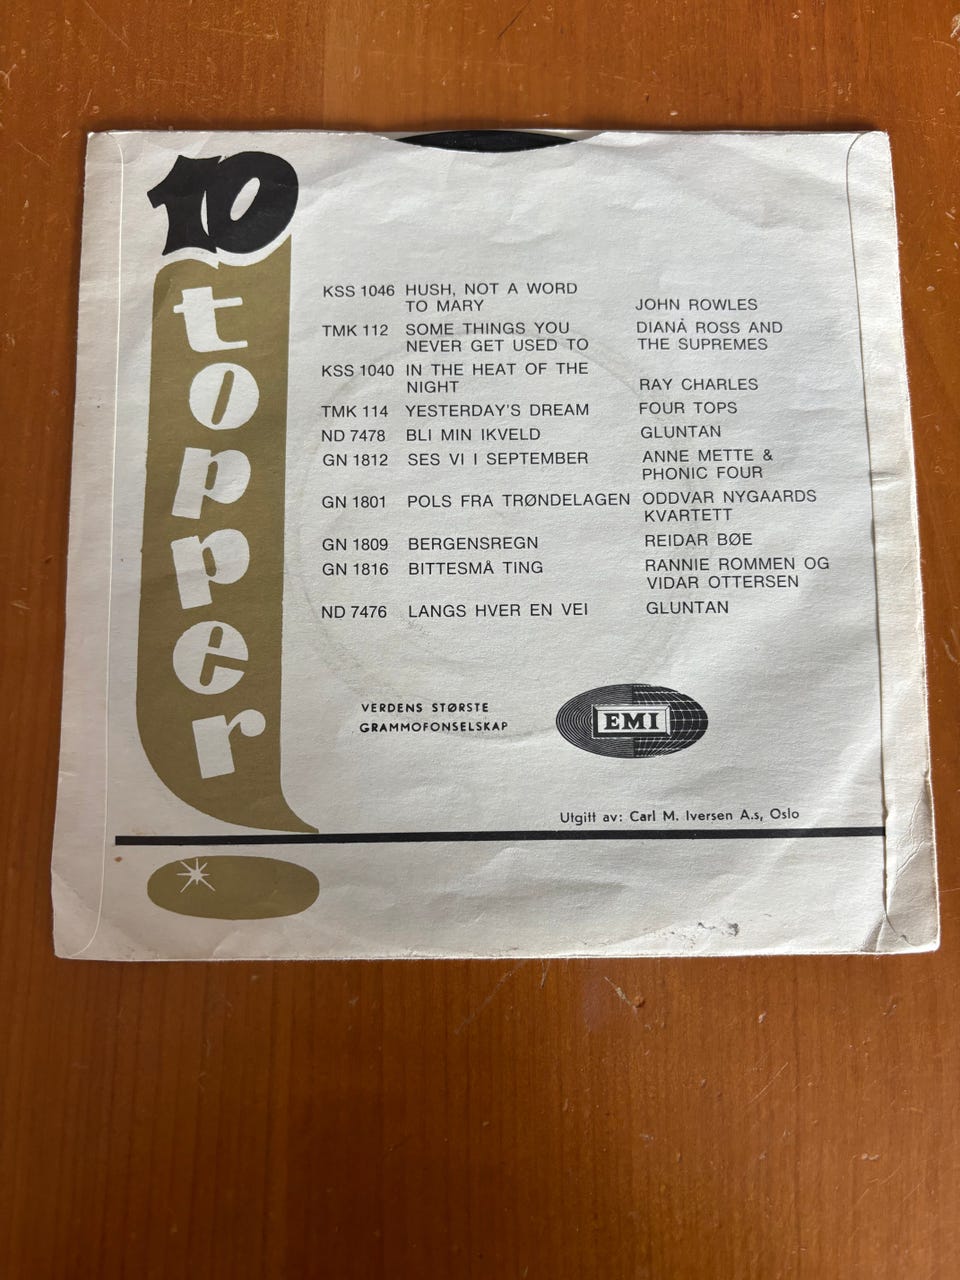 10
topper
KSS 1046 HUSH, NOT A WORD
TO MARY JOHN ROWLES
TMK 112 SOME THINGS YOU DIANA ROSS AND
NEVER GET USED TO THE SUPREMES
KSS 1040 IN THE HEAT OF THE
NIGHT RAY CHARLES
TMK 114 YESTERDAY'S DREAM FOUR TOPS
ND 7478 BLI MIN IKVELD GLUNTAN
GN 1812 SES VI I SEPTEMBER ANNE METTE &
PHONIC FOUR
GN 1801 POLS FRA TRØNDELAGEN ODDVAR NYGAARDS
KVARTETT
GN 1809 BERGENSREGN REIDAR BØE
GN 1816 BITTESMÅ TING RANNIE ROMMEN OG
VIDAR OTTERSEN
ND 7476 LANGS HVER EN VEI GLUNTAN
VERDENS STØRSTE
GRAMMOFONSELSKAP
EMI
Utgitt av: Carl M. Iversen A.s, Oslo